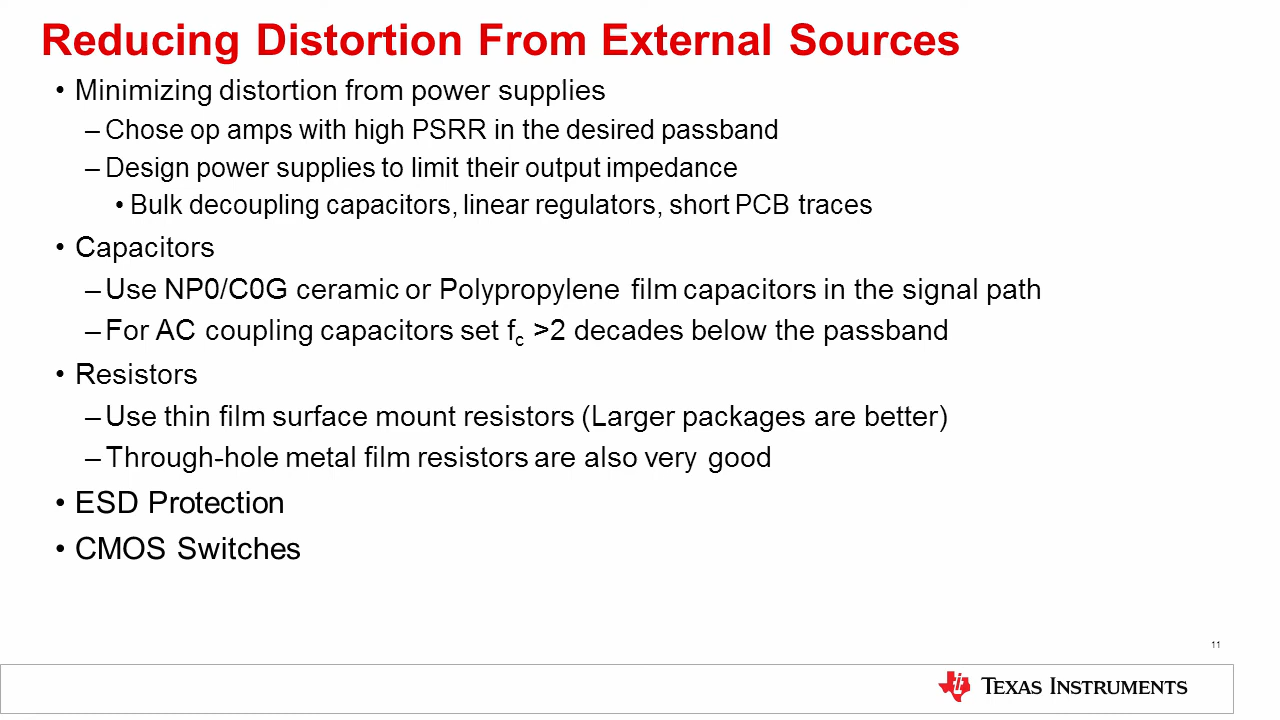 Reducing Distortion From External Sources
• Minimizing distortion from power supplies
– Chose op amps with high PSRR in the desired passband
– Design power supplies to limit their output impedance
• Bulk decoupling capacitors, linear regulators, short PCB traces
• Capacitors
– Use NP0/C0G ceramic or Polypropylene film capacitors in the signal path
– For AC coupling capacitors set fc >2 decades below the passband
• Resistors
– Use thin film surface mount resistors (Larger packages are better)
– Through-hole metal film resistors are also very good
• ESD Protection
• CMOS Switches
11
TEXAS INSTRUMENTS